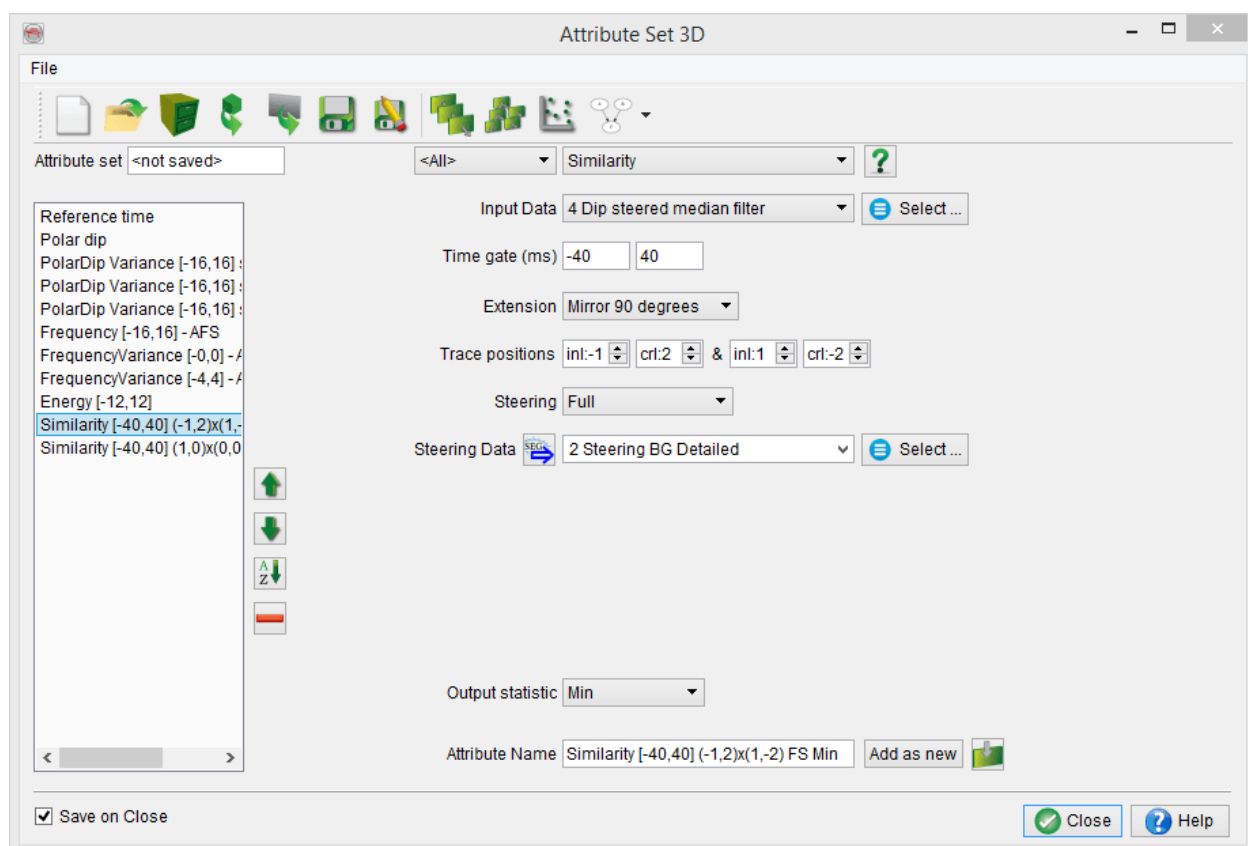 Attribute Set 3D
File
Attribute set <not saved>
<All> Similarity ?
Input Data 4 Dip steered median filter Select ...
Time gate (ms) -40 40
Extension Mirror 90 degrees
Trace positions inl:-1 crl:2 & inl:1 crl:-2
Steering Full
Steering Data SEG 2 Steering BG Detailed Select ...
Reference time
Polar dip
PolarDip Variance [-16,16]
PolarDip Variance [-16,16]
PolarDip Variance [-16,16]
Frequency [-16,16] - AFS
FrequencyVariance [-0,0] -
FrequencyVariance [-4,4] -
Energy [-12,12]
Similarity [-40,40] (-1,2)x(1,-
Similarity [-40,40] (1,0)x(0,0
A
Z
Output statistic Min
Attribute Name Similarity [-40,40] (-1,2)x(1,-2) FS Min Add as new
Save on Close
Close ? Help